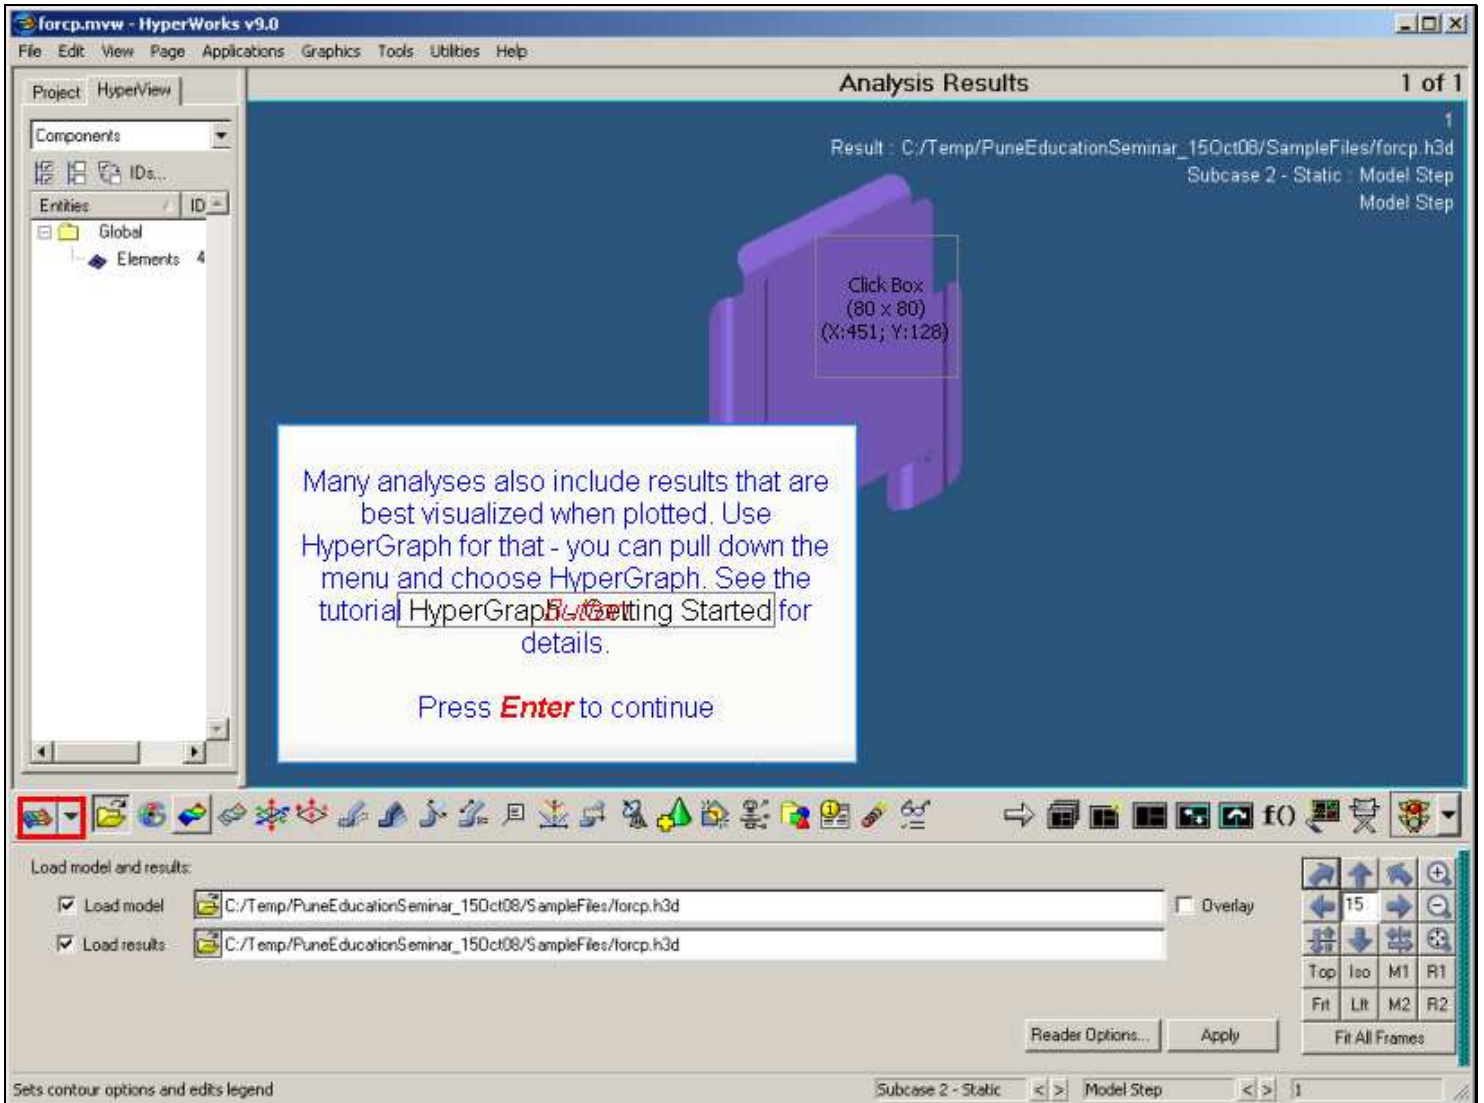 forcp.mvw - HyperWorks v9.0
File Edit View Page Applications Graphics Tools Utilities Help
Project HyperView
Analysis Results
1 of 1
Components
IDs...
Entities ID
Global
Elements 4
1
Result : C:/Temp/PuneEducationSeminar_15Oct08/SampleFiles/forcp.h3d
Subcase 2 - Static : Model Step
Model Step
Click Box
(80 x 80)
(X:451; Y:128)
Many analyses also include results that are
best visualized when plotted. Use
HyperGraph for that - you can pull down the
menu and choose HyperGraph. See the
tutorial HyperGraph - Getting Started for
Button
details.
Press Enter to continue
f()
Load model and results:
Load model C:/Temp/PuneEducationSeminar_15Oct08/SampleFiles/forcp.h3d Overlay
Load results C:/Temp/PuneEducationSeminar_15Oct08/SampleFiles/forcp.h3d
15.
Top Iso M1 R1
Frt Lft M2 R2
Reader Options... Apply Fit All Frames
Sets contour options and edits legend
Subcase 2 - Static < > Model Step < > 1